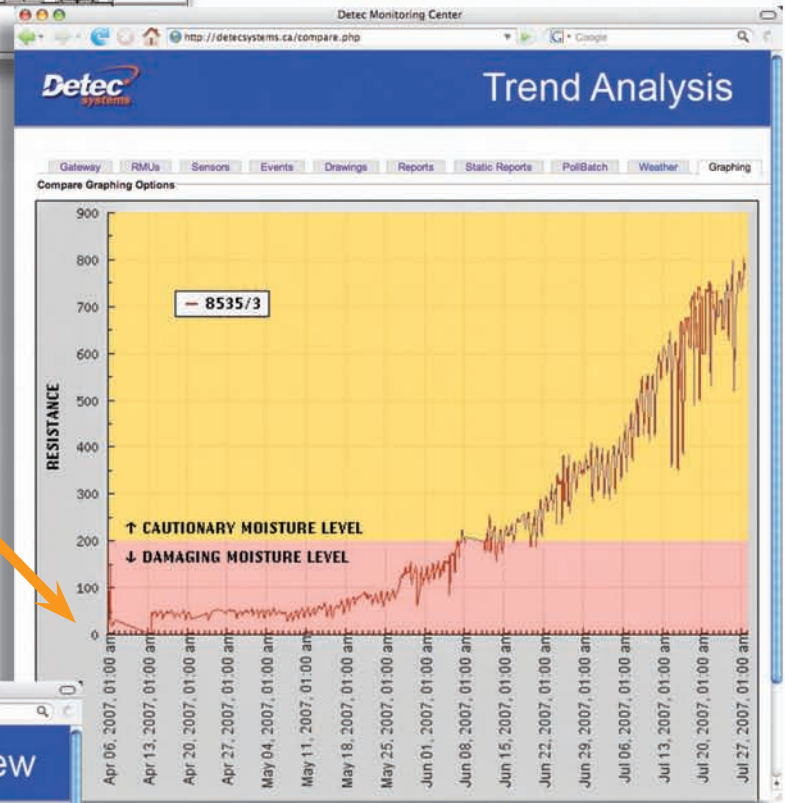 Detec Monitoring Center
http://detecsystems.ca/compare.php
G Google
Detec
systems
Trend Analysis
Gateway RMUs Sensors Events Drawings Reports Static Reports PollBatch Weather Graphing
Compare Graphing Options
900
800
700
600
500
400
300
200
100
0
RESISTANCE
— 8535/3
↑ CAUTIONARY MOISTURE LEVEL
↓ DAMAGING MOISTURE LEVEL
Apr 06, 2007, 01:00 am
Apr 13, 2007, 01:00 am
Apr 20, 2007, 01:00 am
Apr 27, 2007, 01:00 am
May 04, 2007, 01:00 am
May 11, 2007, 01:00 am
May 18, 2007, 01:00 am
May 25, 2007, 01:00 am
Jun 01, 2007, 01:00 am
Jun 08, 2007, 01:00 am
Jun 15, 2007, 01:00 am
Jun 22, 2007, 01:00 am
Jun 29, 2007, 01:00 am
Jul 06, 2007, 01:00 am
Jul 13, 2007, 01:00 am
Jul 20, 2007, 01:00 am
Jul 27, 2007, 01:00 am
ew